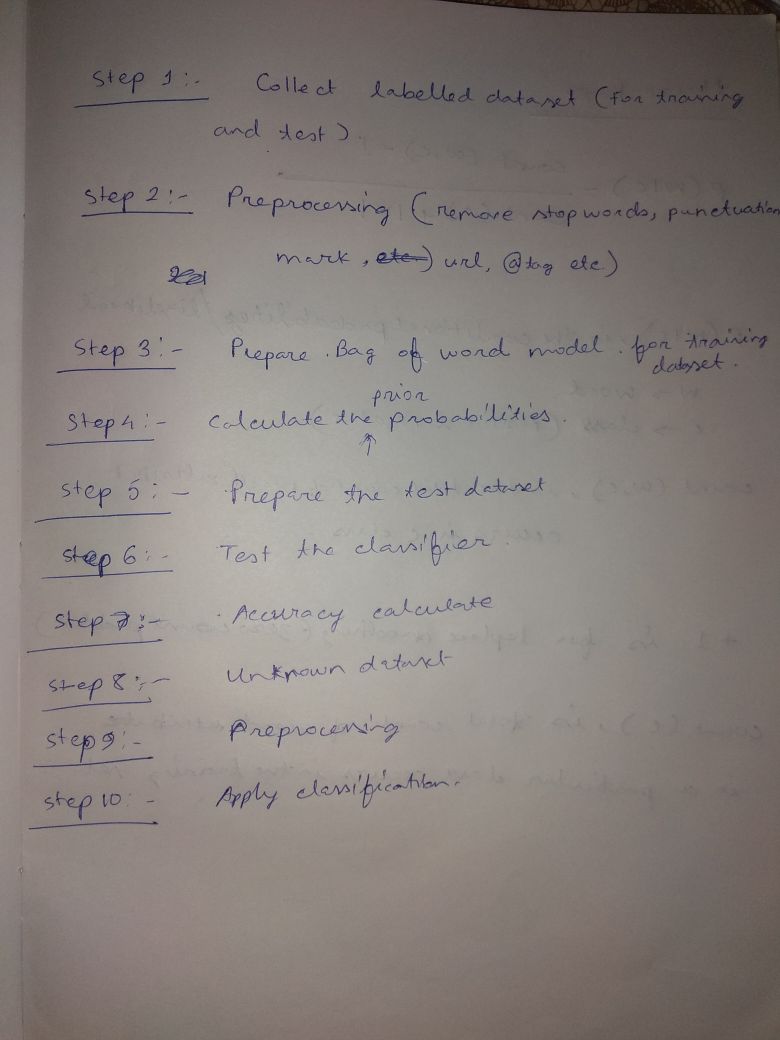 Step 1:- Collect labelled dataset (for training
and test).
Step 2:- Preprocessing (remove stopwords, punctuation
mark, etc.) url, @tag etc)
Step 3:- Prepare Bag of word model for training
dataset.
prior
Step 4:- Calculate the probabilities.
Step 5:- Prepare the test dataset
Step 6:- Test the classifier.
Step 7:- Accuracy calculate
Step 8:- Unknown dataset
Step 9:- Preprocessing
Step 10:- Apply classification.